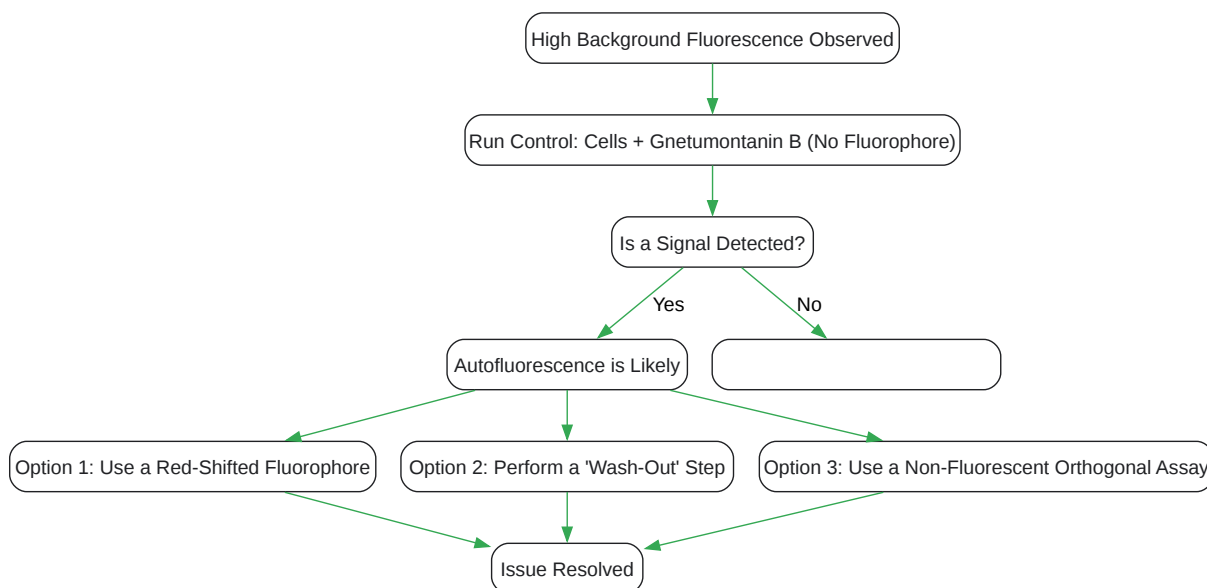 High Background Fluorescence Observed
Run Control: Cells + Gnetumontanin B (No Fluorophore)
Is a Signal Detected?
Yes
No
Autofluorescence is Likely
Option 1: Use a Red-Shifted Fluorophore
Option 2: Perform a 'Wash-Out' Step
Option 3: Use a Non-Fluorescent Orthogonal Assay
Issue Resolved